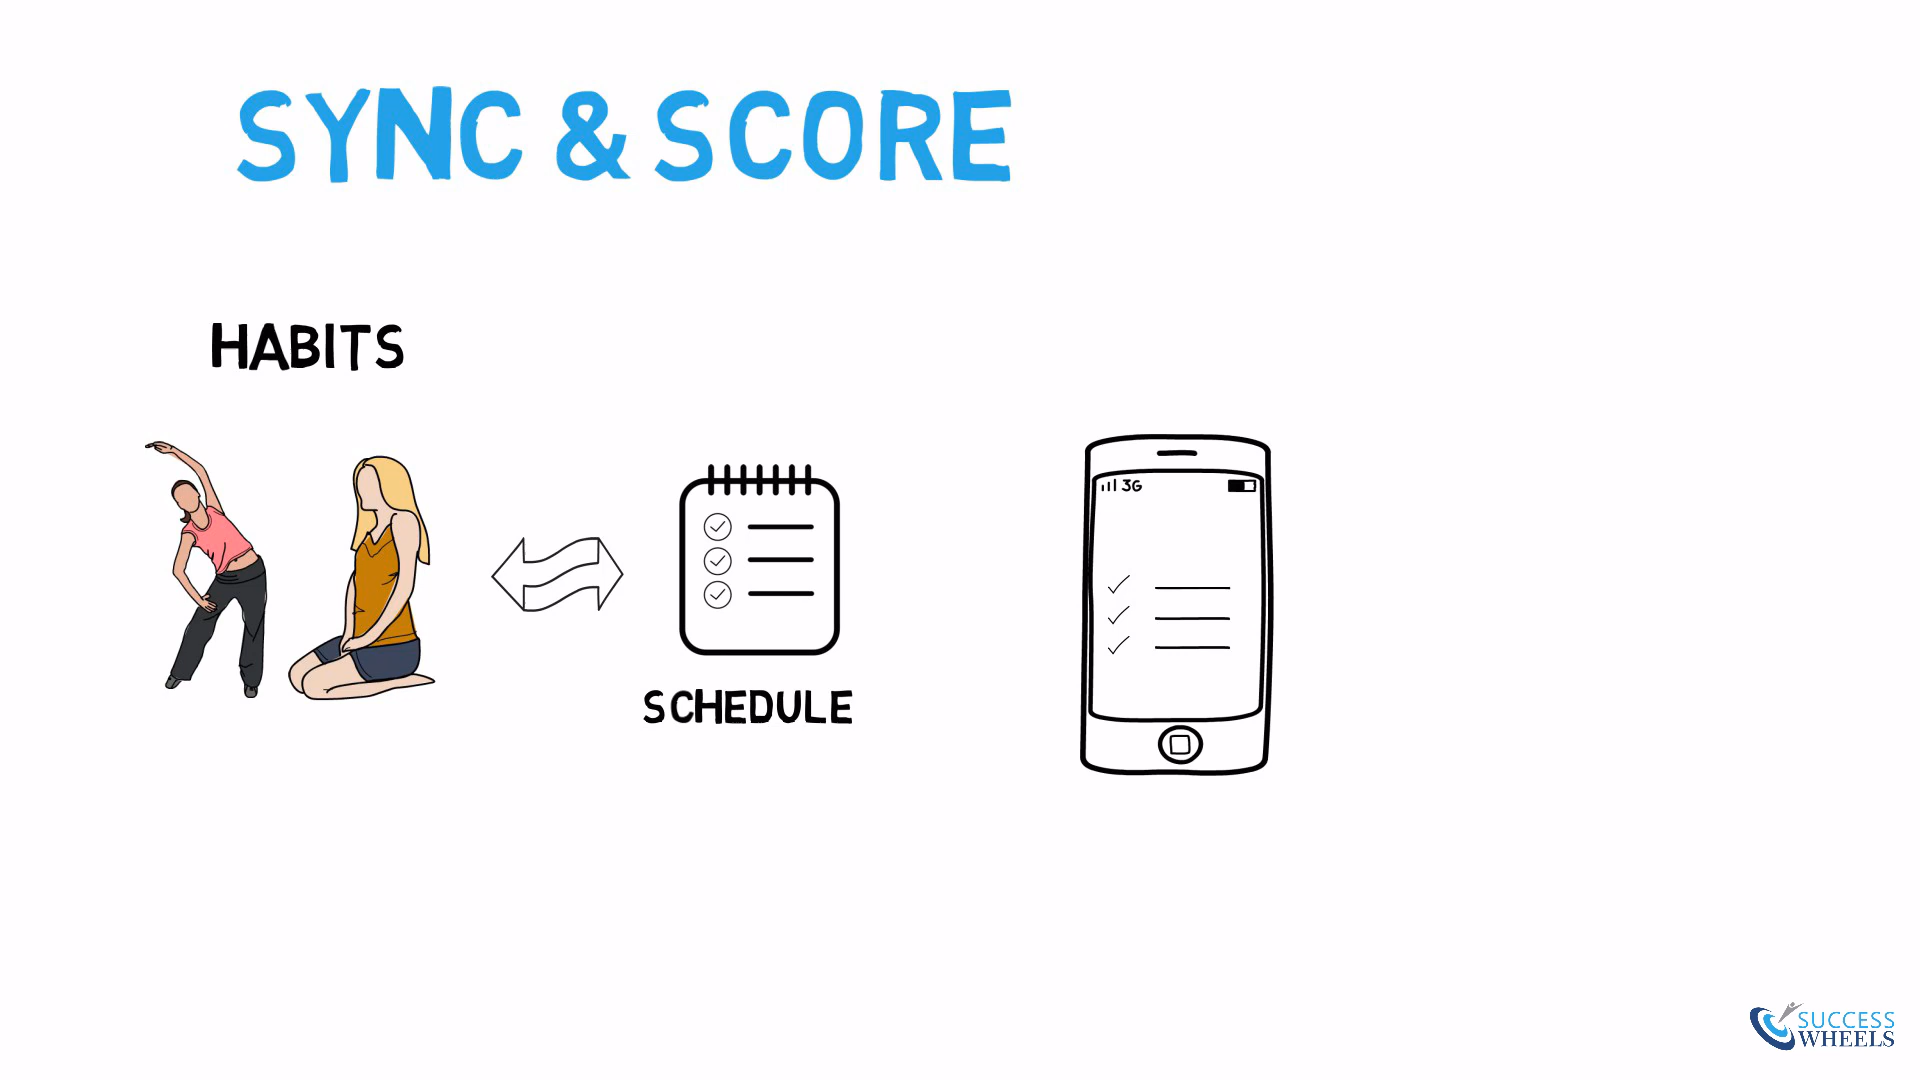 SYNC & SCORE
HABITS
3G
SCHEDULE
SUCCESS
WHEELS